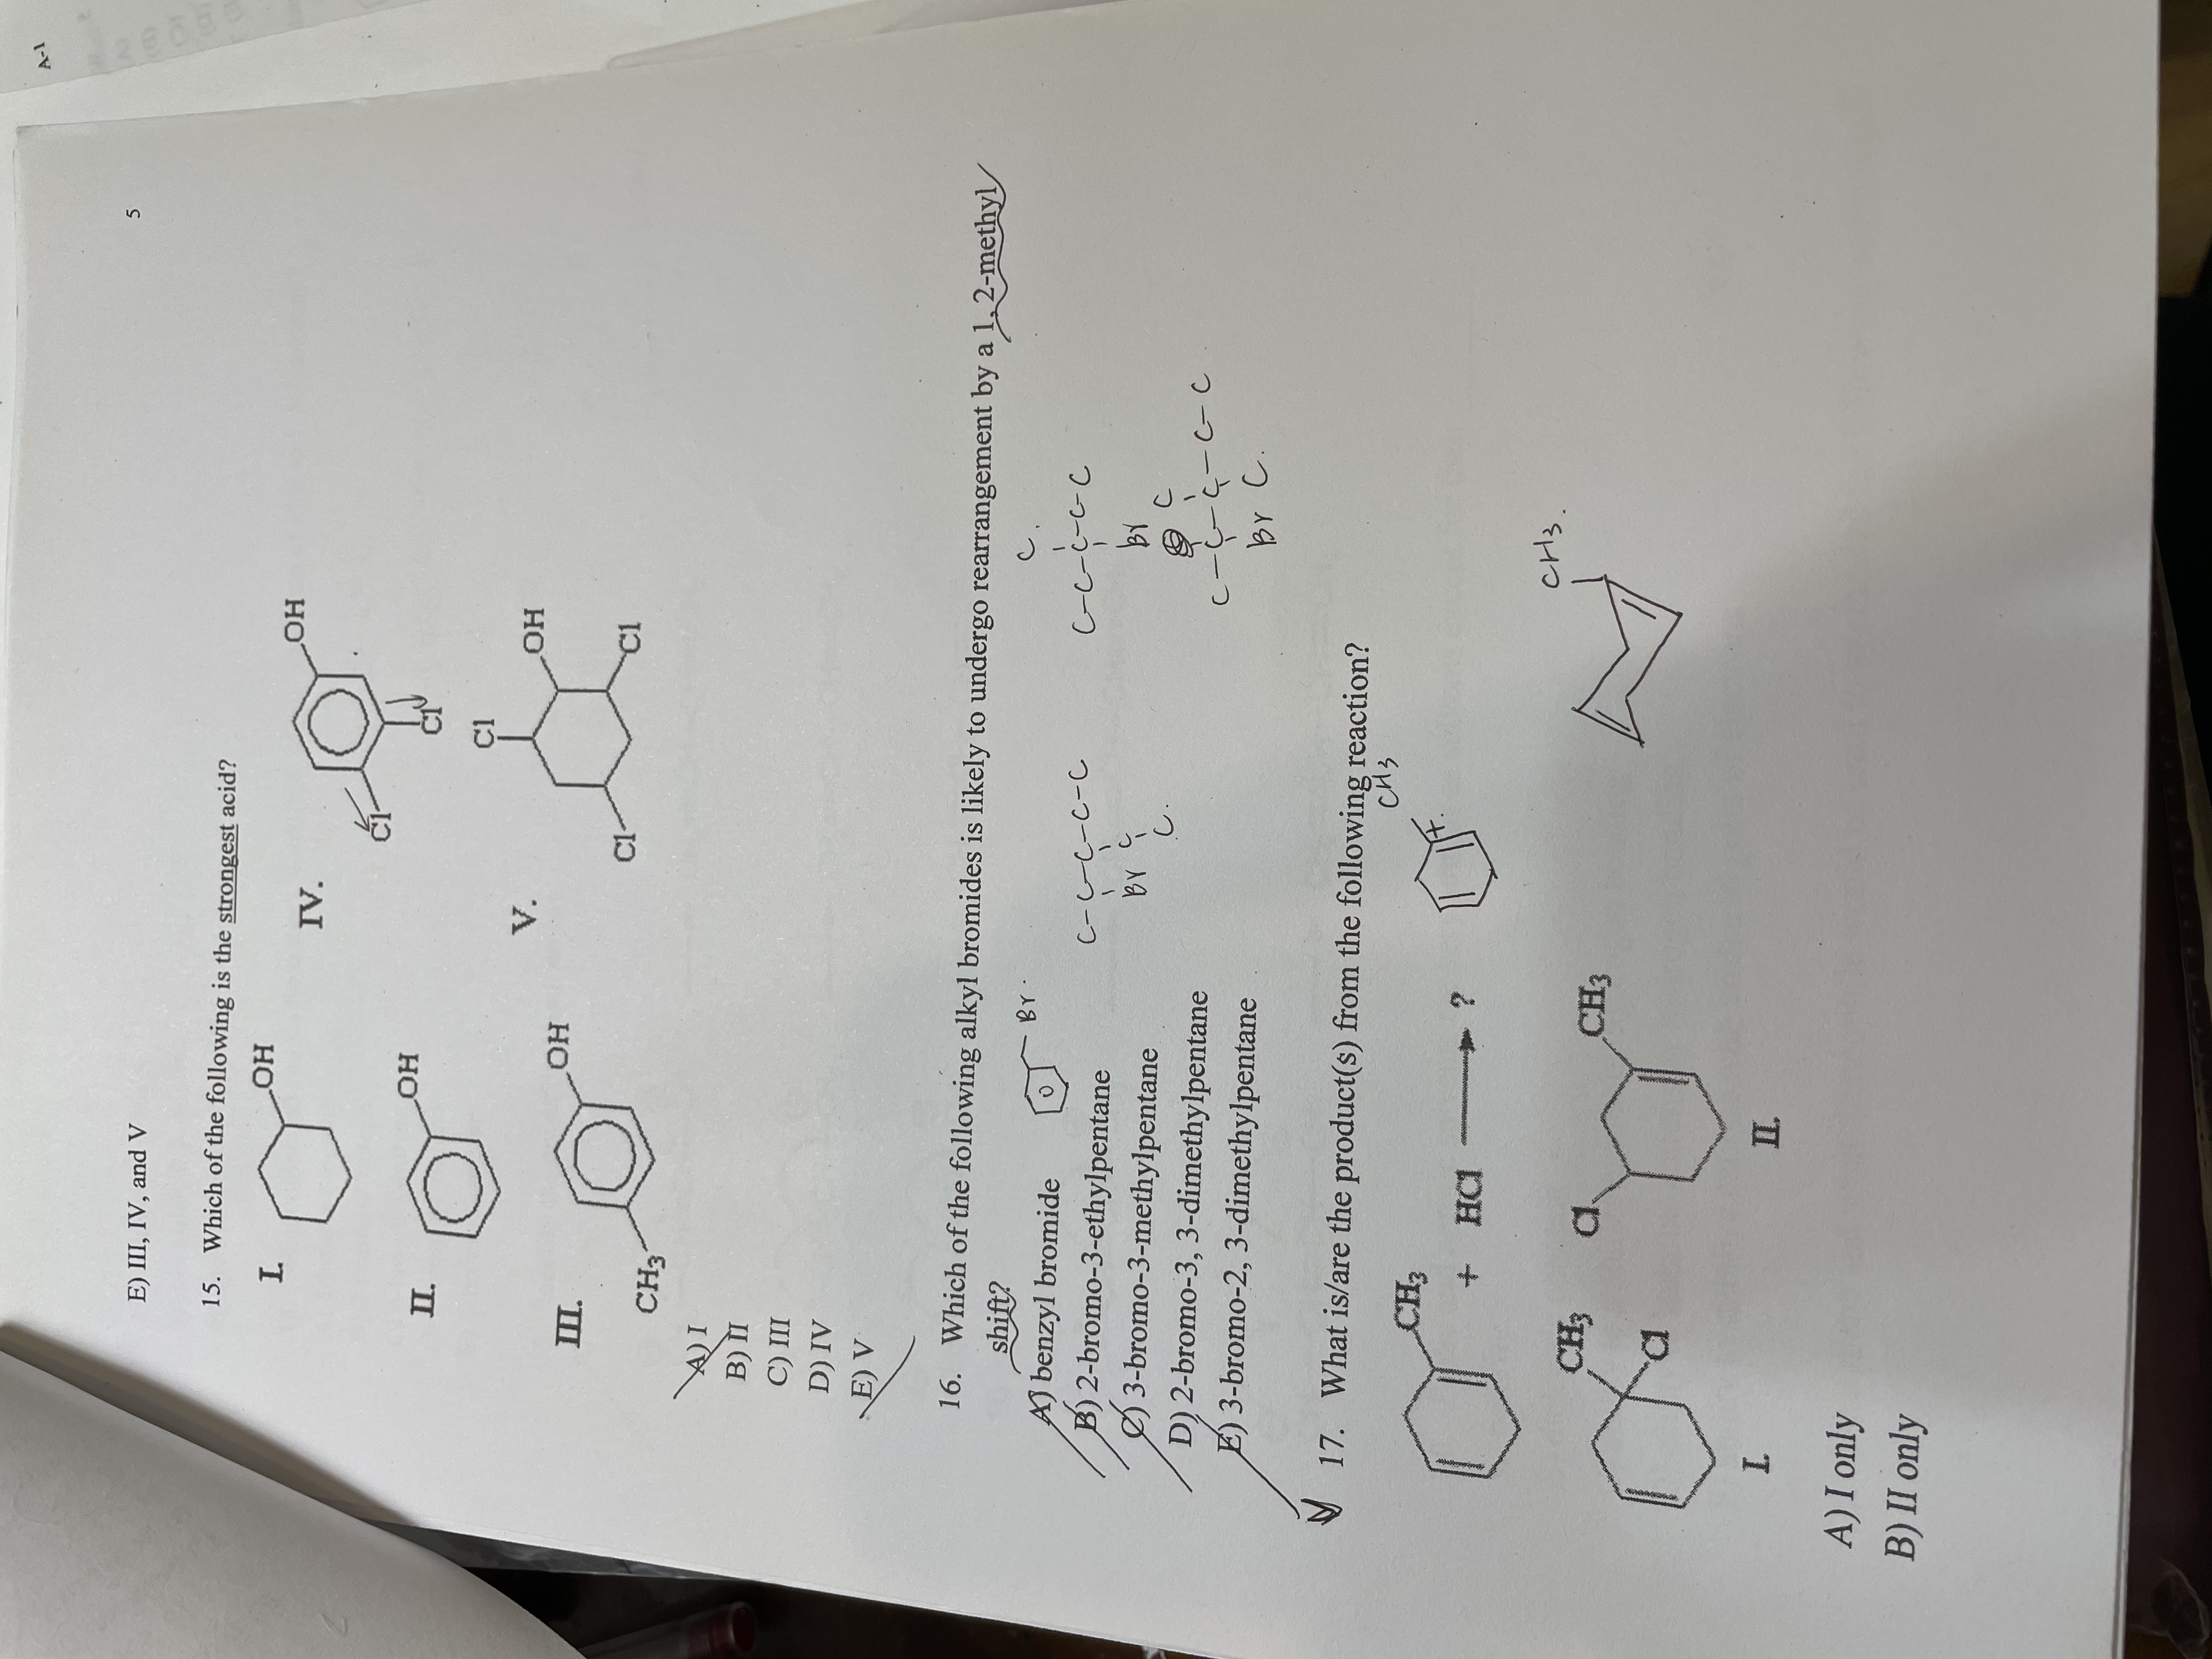 A-1
E) III, IV, and V
5
15. Which of the following is the strongest acid?
I.
OH
IV.
OH
Cl
Cl
II.
OH
III.
OH
CH3
V.
Cl
OH
Cl
Cl
A) I
B) II
C) III
D) IV
E) V
16. Which of the following alkyl bromides is likely to undergo rearrangement by a 1, 2-methyl
shift?
A) benzyl bromide
Br.
B) 2-bromo-3-ethylpentane
C-C-C-C-C
Br C
C.
C.
C-C-C-C-C
Br
C) 3-bromo-3-methylpentane
D) 2-bromo-3, 3-dimethylpentane
C
C-C-C-C-C
Br C.
E) 3-bromo-2, 3-dimethylpentane
17. What is/are the product(s) from the following reaction?
CH3
+ HCl ?
CH3
+.
CH3
Cl
I.
Cl
CH3
II.
CH3.
A) I only
B) II only